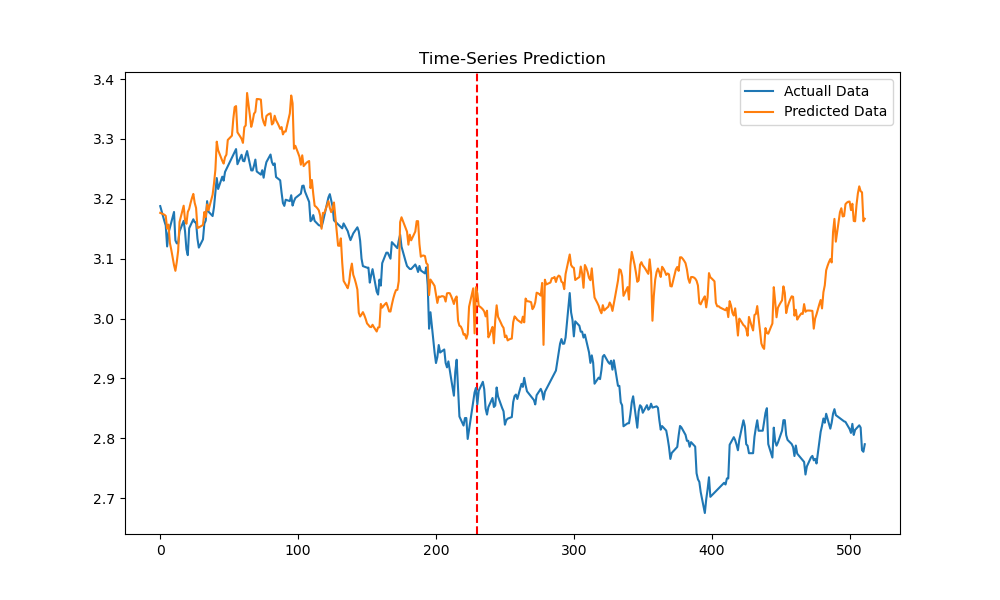 Time-Series Prediction
Actuall Data
Predicted Data
3.4
3.3
3.2
3.1
3.0
2.9
2.8
2.7
0 100 200 300 400 500